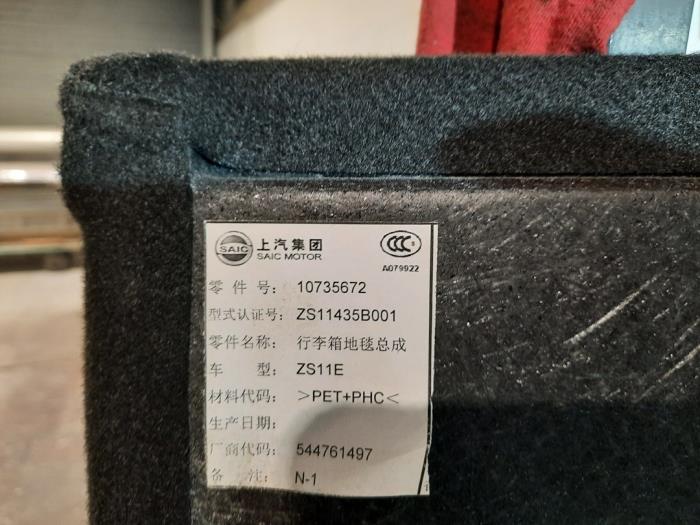 SAIC 上汽集团 CCC S
SAIC MOTOR
A079922
零 件 号: 10735672
型式认证号: ZS11435B001
零件名称: 行李箱地毯总成
车 型: ZS11E
材料代码: >PET+PHC<
生产日期:
厂商代码: 544761497
备 注: N-1